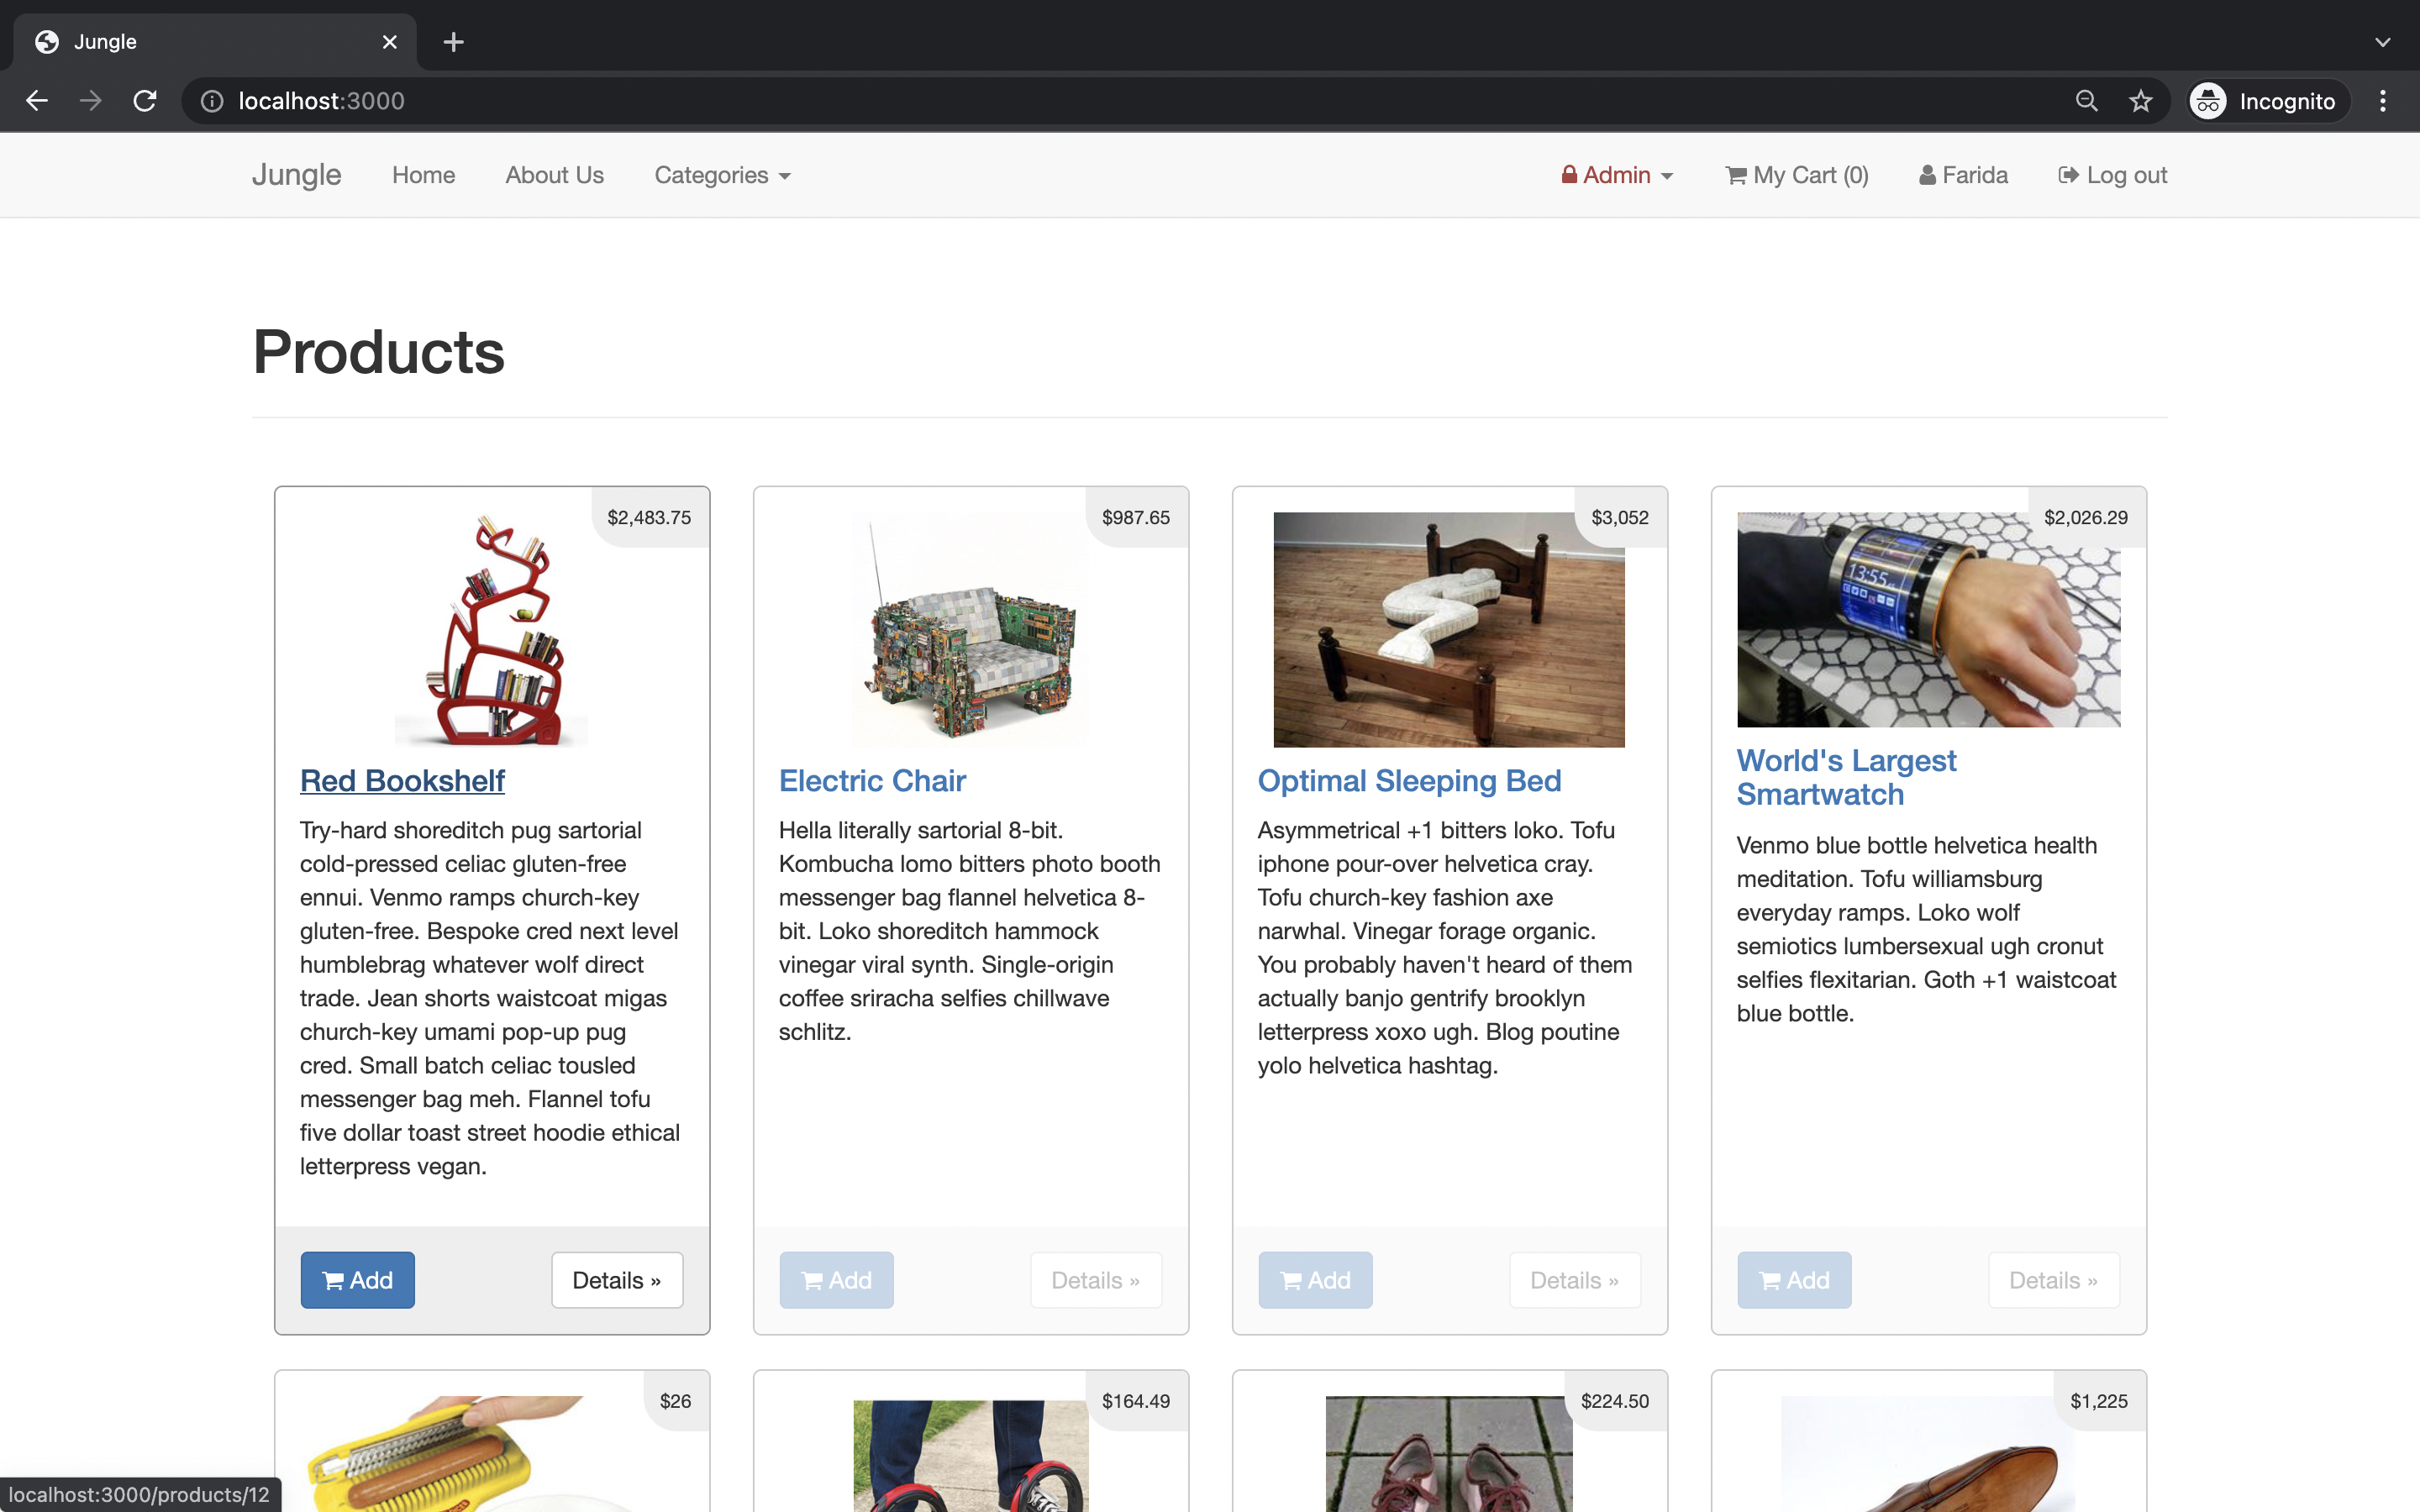 Jungle
localhost:3000
Incognito
Jungle
Home
About Us
Categories
Admin
My Cart (0)
Farida
Log out
Products
$2,483.75
Red Bookshelf
Try-hard shoreditch pug sartorial
cold-pressed celiac gluten-free
ennui. Venmo ramps church-key
gluten-free. Bespoke cred next level
humblebrag whatever wolf direct
trade. Jean shorts waistcoat migas
church-key umami pop-up pug
cred. Small batch celiac tousled
messenger bag meh. Flannel tofu
five dollar toast street hoodie ethical
letterpress vegan.
Add
Details »
$987.65
Electric Chair
Hella literally sartorial 8-bit.
Kombucha lomo bitters photo booth
messenger bag flannel helvetica 8-
bit. Loko shoreditch hammock
vinegar viral synth. Single-origin
coffee sriracha selfies chillwave
schlitz.
Add
Details »
$3,052
Optimal Sleeping Bed
Asymmetrical +1 bitters loko. Tofu
iphone pour-over helvetica cray.
Tofu church-key fashion axe
narwhal. Vinegar forage organic.
You probably haven't heard of them
actually banjo gentrify brooklyn
letterpress xoxo ugh. Blog poutine
yolo helvetica hashtag.
Add
Details »
$2,026.29
13:55
World's Largest
Smartwatch
Venmo blue bottle helvetica health
meditation. Tofu williamsburg
everyday ramps. Loko wolf
semiotics lumbersexual ugh cronut
selfies flexitarian. Goth +1 waistcoat
blue bottle.
Add
Details »
$26
$164.49
$224.50
$1,225
localhost:3000/products/12